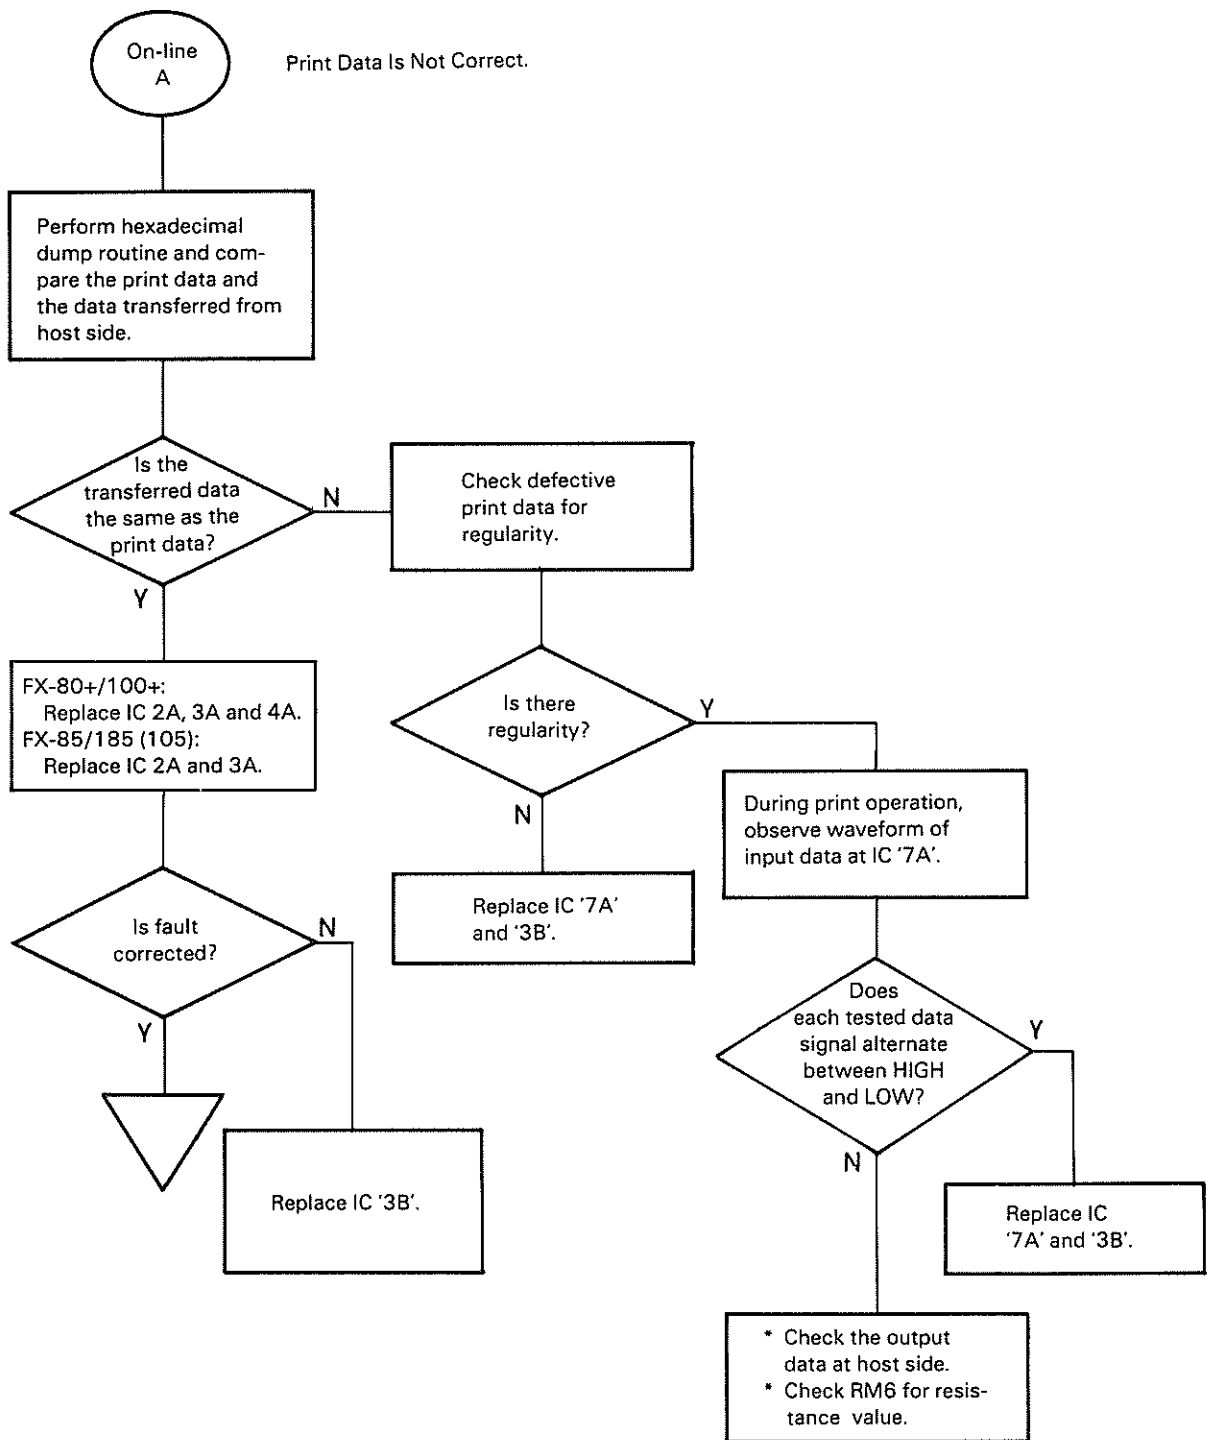 On-line
A
Print Data Is Not Correct.
Perform hexadecimal
dump routine and com-
pare the print data and
the data transferred from
host side.
Is the
transferred data
the same as the
print data?
N
Y
Check defective
print data for
regularity.
FX-80+/100+:
Replace IC 2A, 3A and 4A.
FX-85/185 (105):
Replace IC 2A and 3A.
Is there
regularity?
Y
N
During print operation,
observe waveform of
input data at IC '7A'.
Replace IC '7A'
and '3B'.
Is fault
corrected?
N
Y
Does
each tested data
signal alternate
between HIGH
and LOW?
Y
N
Replace IC '3B'.
Replace IC
'7A' and '3B'.
* Check the output
data at host side.
* Check RM6 for resis-
tance value.